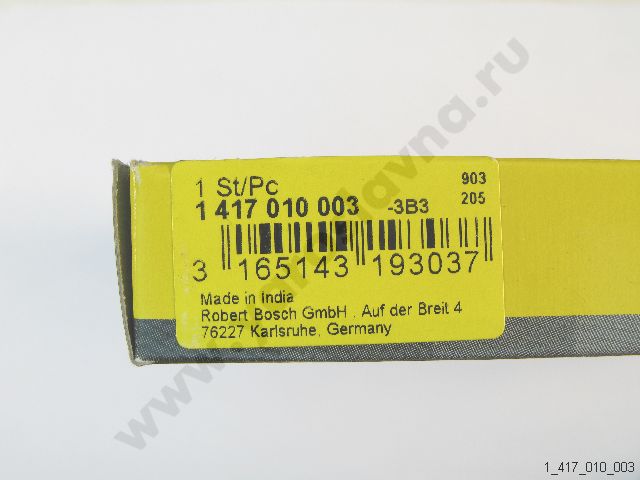 1 St/Pc
903
1 417 010 003 -3B3
205
3 165143 193037
Made in India
Robert Bosch GmbH . Auf der Breit 4
76227 Karlsruhe, Germany
1_417_010_003